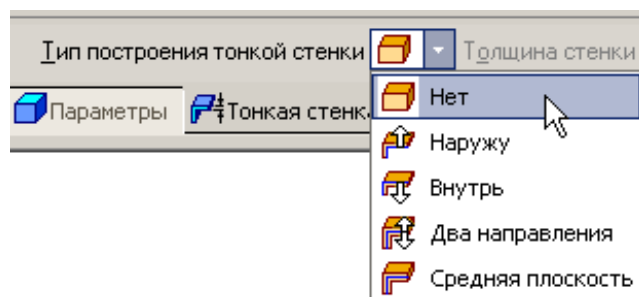 Тип построения тонкой стенки Толщина стенки
Параметры Тонкая стенк
Нет
Наружу
Внутрь
Два направления
Средняя плоскость